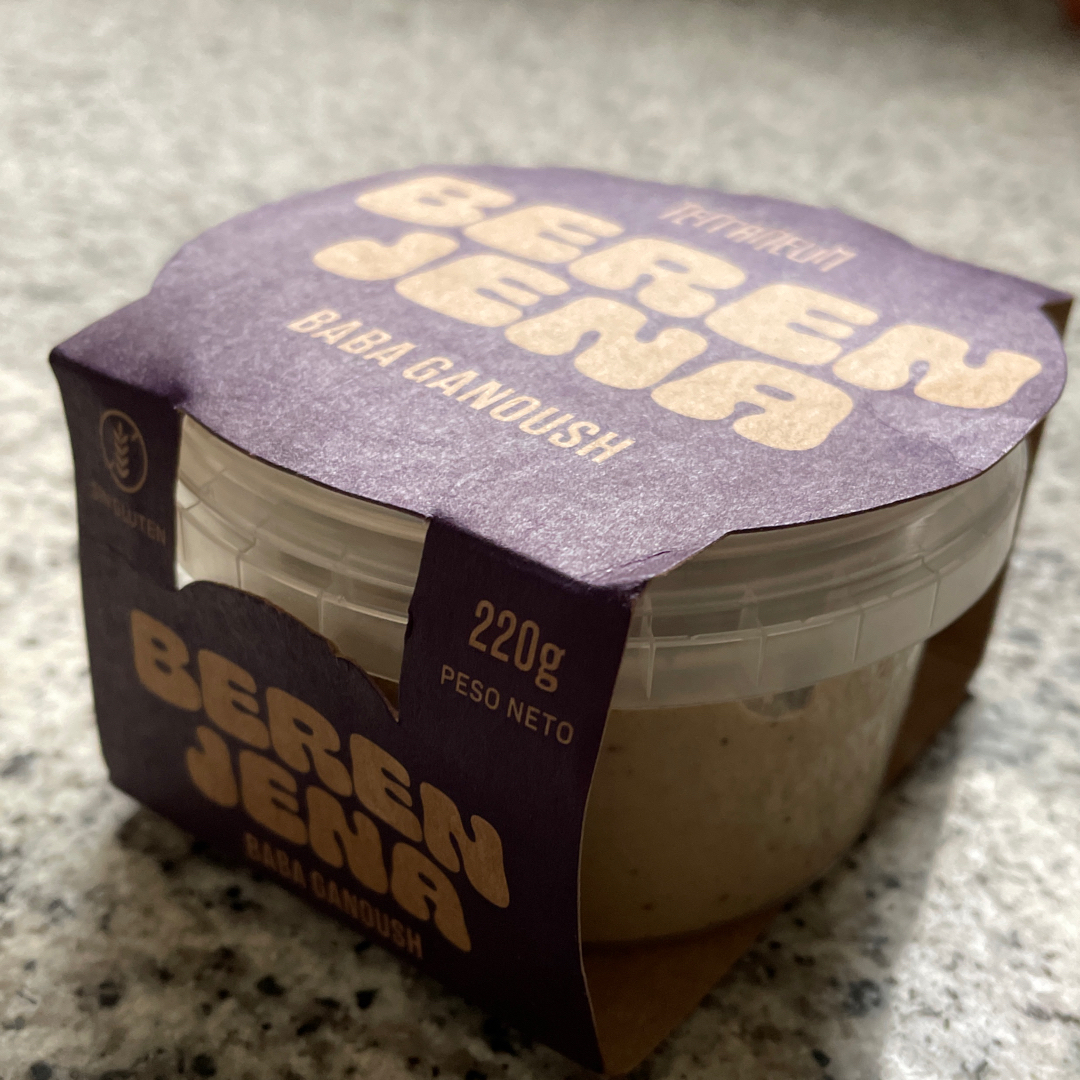 BEREN
JENA
BABA GANOUSH
SIN GLUTEN
220g
PESO NETO
BEREN
JENA
BABA GANOUSH